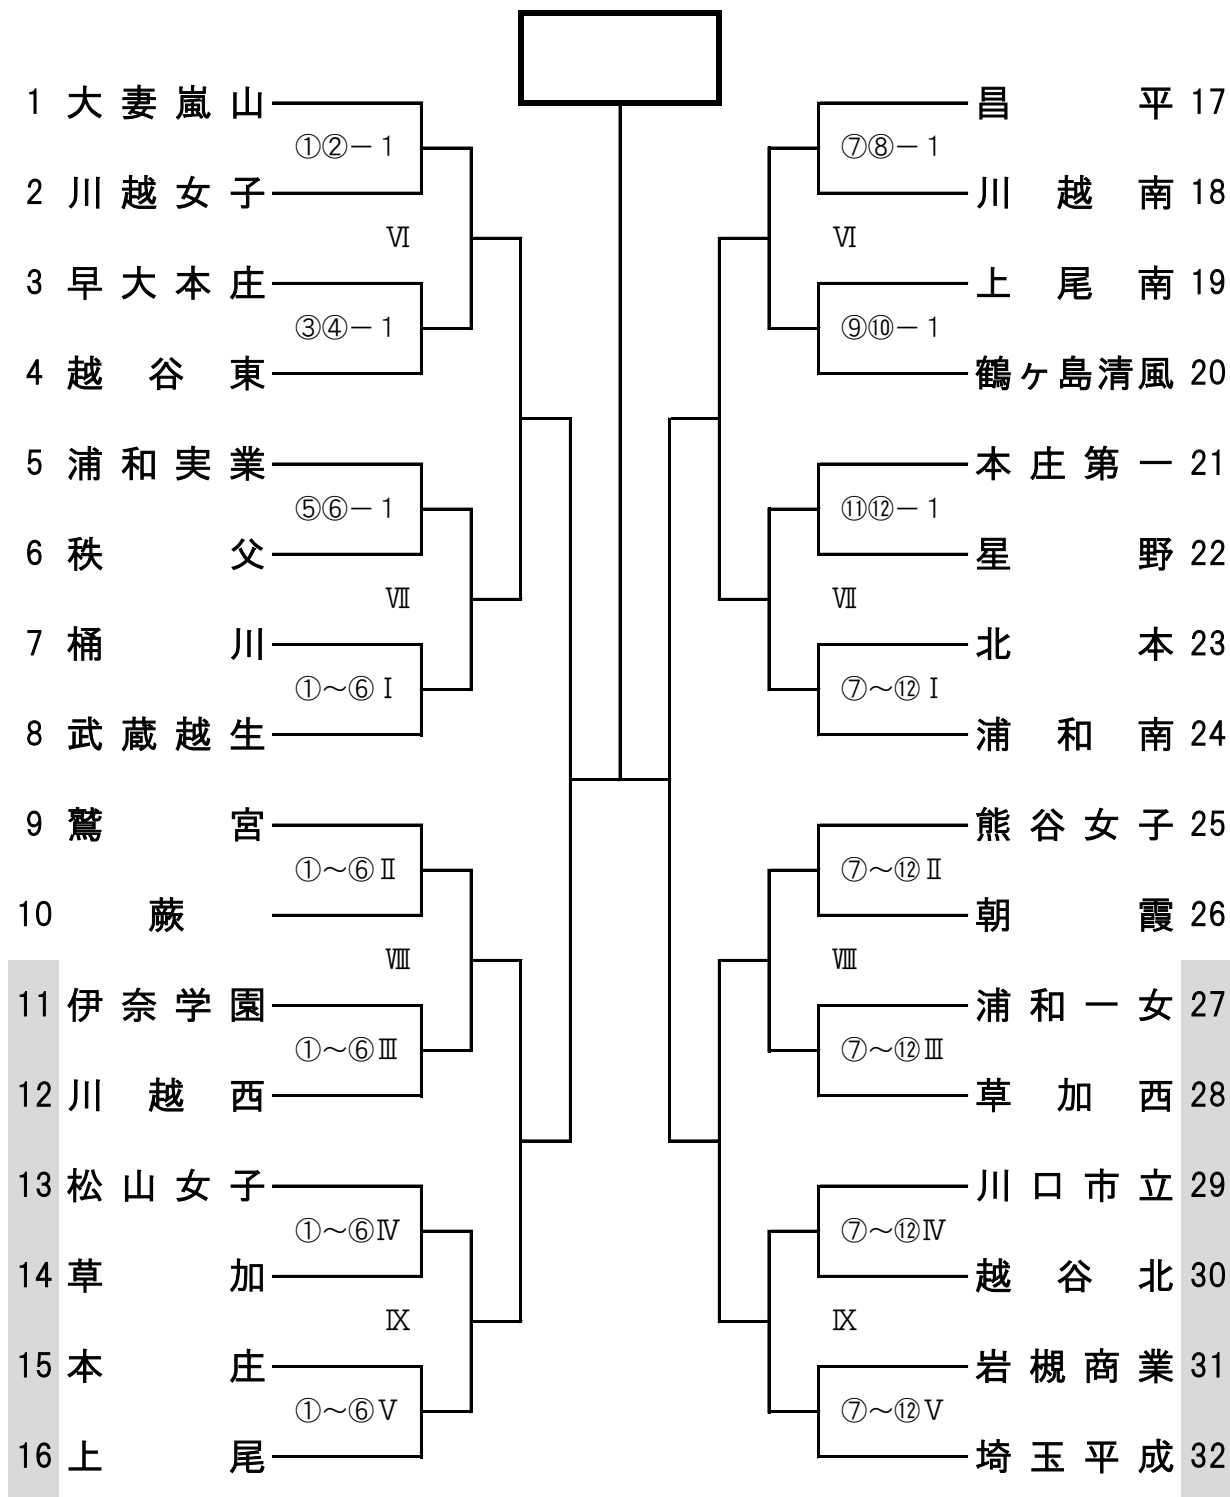 1 大妻嵐山
①②－１
2 川越女子
Ⅵ
3 早大本庄
③④－１
4 越谷東
5 浦和実業
⑤⑥－１
6 秩父
Ⅶ
7 桶川
①～⑥Ⅰ
8 武蔵越生
9 鷲宮
①～⑥Ⅱ
10 蕨
Ⅷ
11 伊奈学園
①～⑥Ⅲ
12 川越西
13 松山女子
①～⑥Ⅳ
14 草加
Ⅸ
15 本庄
①～⑥Ⅴ
16 上尾
昌平 17
⑦⑧－１
川越南 18
Ⅵ
上尾南 19
⑨⑩－１
鶴ヶ島清風 20
本庄第一 21
⑪⑫－１
星野 22
Ⅶ
北本 23
⑦～⑫Ⅰ
浦和南 24
熊谷女子 25
⑦～⑫Ⅱ
朝霞 26
Ⅷ
浦和一女 27
⑦～⑫Ⅲ
草加西 28
川口市立 29
⑦～⑫Ⅳ
越谷北 30
Ⅸ
岩槻商業 31
⑦～⑫Ⅴ
埼玉平成 32